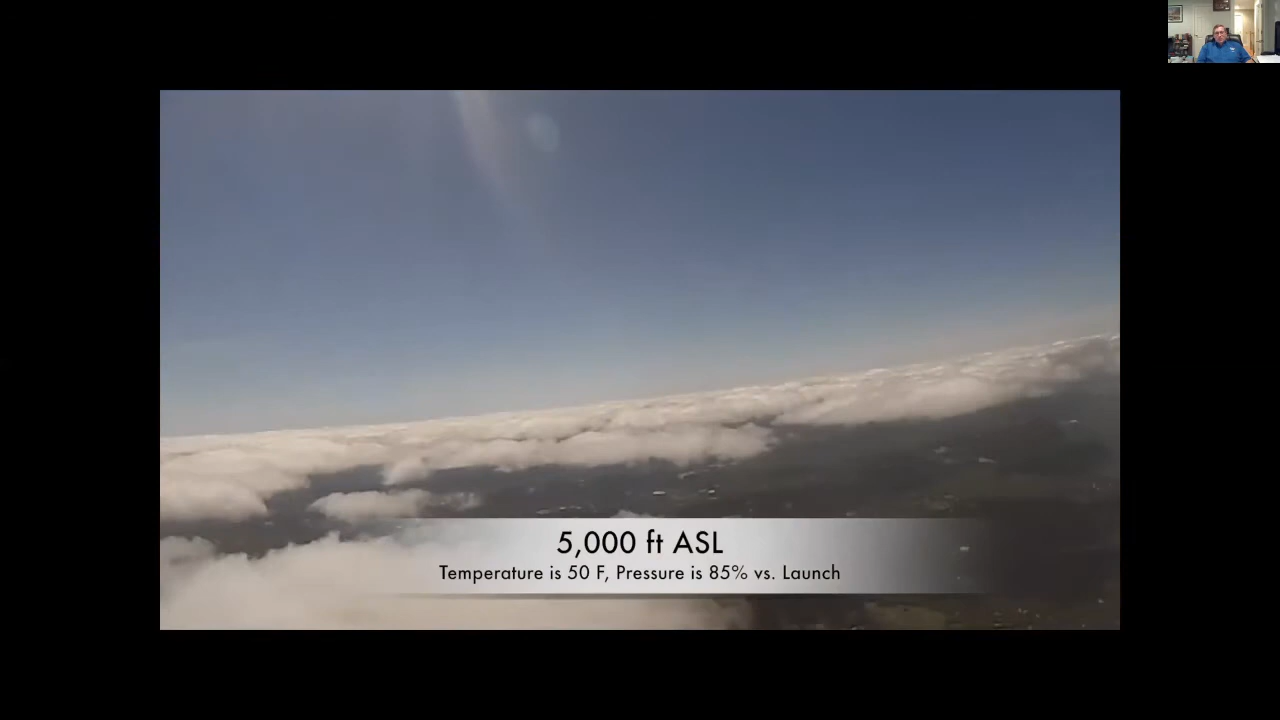 5,000 ft ASL
Temperature is 50 F, Pressure is 85% vs. Launch